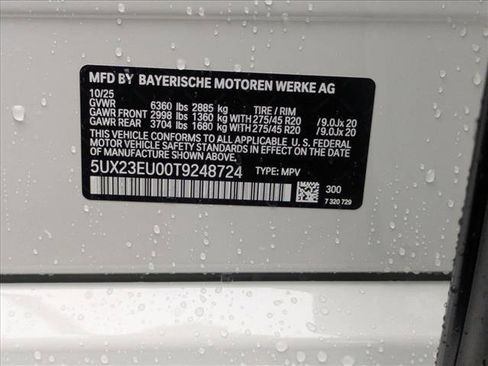 MFD BY BAYERISCHE MOTOREN WERKE AG
10/25
GVWR 6360 lbs 2885 kg TIRE / RIM
GAWR FRONT 2998 lbs 1360 kg WITH 275/45 R20 /9.0Jx 20
GAWR REAR 3704 lbs 1680 kg WITH 275/45 R20 /9.0Jx 20
THIS VEHICLE CONFORMS TO ALL APPLICABLE U. S. FEDERAL
MOTOR VEHICLE SAFETY STANDARDS IN EFFECT ON THE DATE OF
MANUFACTURE SHOWN ABOVE.
5UX23EU00T9248724 TYPE: MPV
300
7 320 729